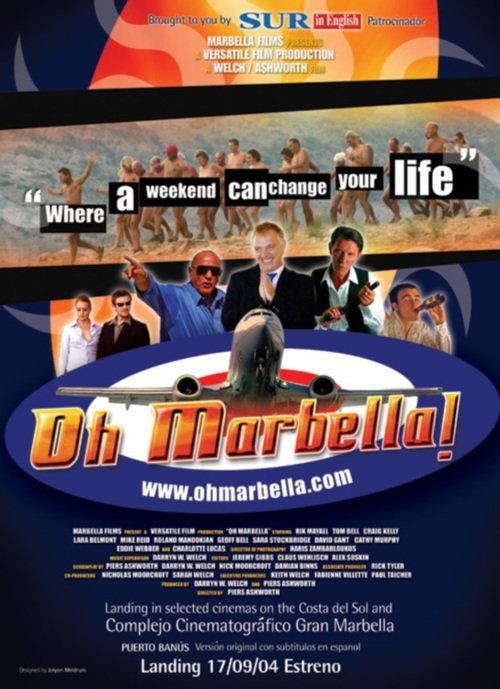 Brought to you by SUR in English Patrocinador
MARBELLA FILMS PRESENTS
A VERSATILE FILM PRODUCTION
A WELCH / ASHWORTH FILM
“Where a weekend can change your life”
Oh Marbella!
www.ohmarbella.com
MARBELLA FILMS PRESENT A VERSATILE FILM PRODUCTION "OH MARBELLA" STARRING RIK MAYALL TOM BELL CRAIG KELLY
LARA BELMONT MIKE REID ROLAND MANOOKIAN GEOFF BELL SARA STOCKBRIDGE DAVID GANT CATHY MURPHY
EDDIE WEBBER AND CHARLOTTE LUCAS DIRECTOR OF PHOTOGRAPHY HARIS ZAMBARLOUKOS
MUSIC SUPERVISOR DARRYN W. WELCH EDITORS JEREMY GIBBS CLAUS WEHLISCH ALEX SOSKIN
SCREENPLAY BY PIERS ASHWORTH DARRYN W. WELCH NICK MOORCROFT DAMIAN BINNS ASSOCIATE PRODUCER RICK TYLER
CO-PRODUCERS NICHOLAS MOORCROFT SARAH WELCH EXECUTIVE PRODUCERS KEITH WELCH FABIENNE VILLETTE PAUL TAICHER
PRODUCED BY DARRYN W. WELCH AND PIERS ASHWORTH
DIRECTED BY PIERS ASHWORTH
Landing in selected cinemas on the Costa del Sol and
Complejo Cinematográfico Gran Marbella
PUERTO BANÚS Versión original con subtitulos en espanol
Designed by Jolyon Meldrum
Landing 17/09/04 Estreno